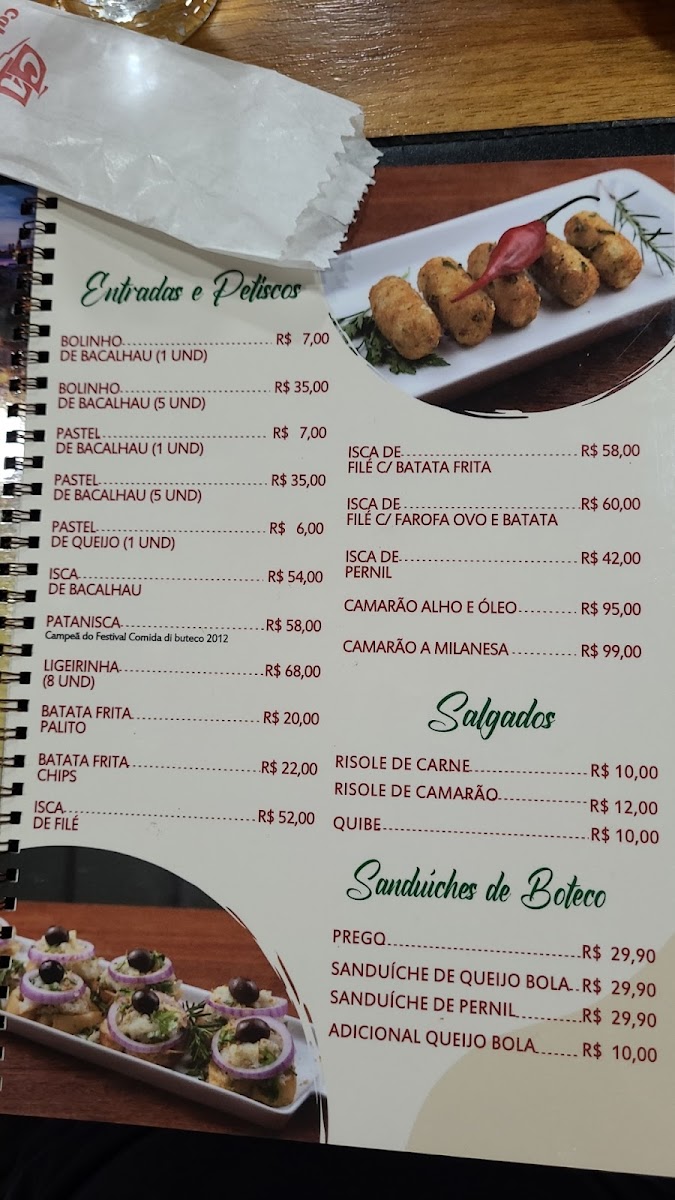 Entradas e Petiscos
BOLINHO R$ 7,00
DE BACALHAU (1 UND)
BOLINHO R$ 35,00
DE BACALHAU (5 UND)
PASTEL R$ 7,00
DE BACALHAU (1 UND)
PASTEL R$ 35,00
DE BACALHAU (5 UND)
PASTEL R$ 6,00
DE QUEIJO (1 UND)
ISCA R$ 54,00
DE BACALHAU
PATANISCA R$ 58,00
Campeã do Festival Comida di buteco 2012
LIGEIRINHA R$ 68,00
(8 UND)
BATATA FRITA R$ 20,00
PALITO
BATATA FRITA R$ 22,00
CHIPS
ISCA R$ 52,00
DE FILÉ
ISCA DE R$ 58,00
FILÉ C/ BATATA FRITA
ISCA DE R$ 60,00
FILÉ C/ FAROFA OVO E BATATA
ISCA DE R$ 42,00
PERNIL
CAMARÃO ALHO E ÓLEO R$ 95,00
CAMARÃO A MILANESA R$ 99,00
Salgados
RISOLE DE CARNE R$ 10,00
RISOLE DE CAMARÃO R$ 12,00
QUIBE R$ 10,00
Sanduíches de Boteco
PREGO R$ 29,90
SANDUÍCHE DE QUEIJO BOLA R$ 29,90
SANDUÍCHE DE PERNIL R$ 29,90
ADICIONAL QUEIJO BOLA R$ 10,00